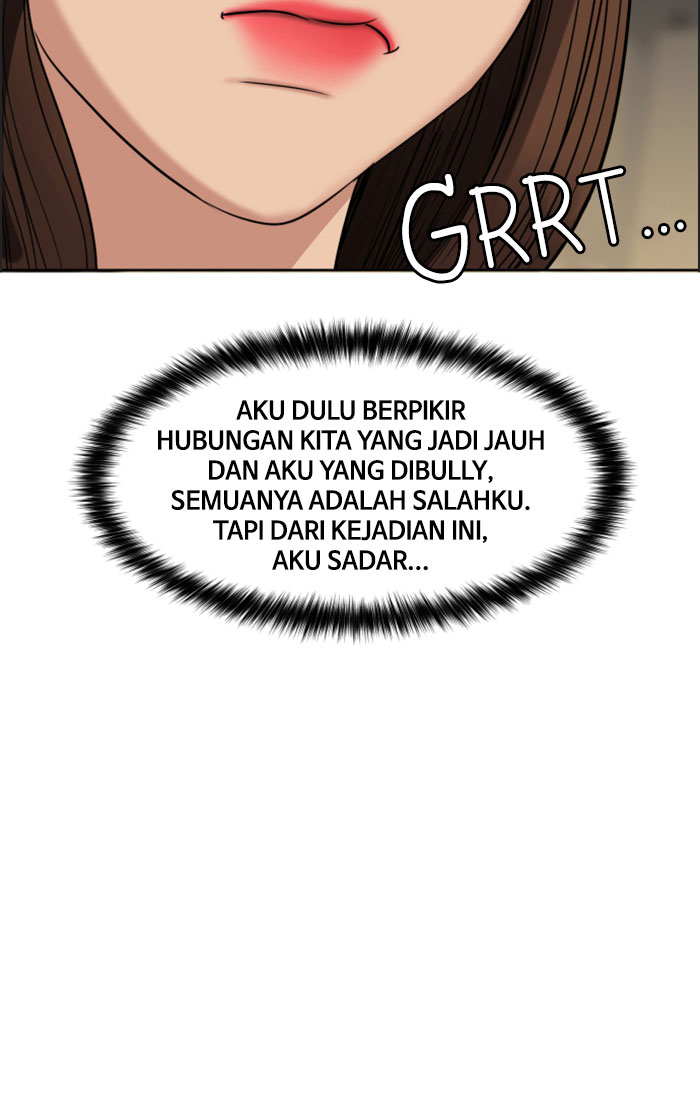 GRRT...
AKU DULU BERPIKIR
HUBUNGAN KITA YANG JADI JAUH
DAN AKU YANG DIBULLY,
SEMUANYA ADALAH SALAHKU.
TAPI DARI KEJADIAN INI,
AKU SADAR...